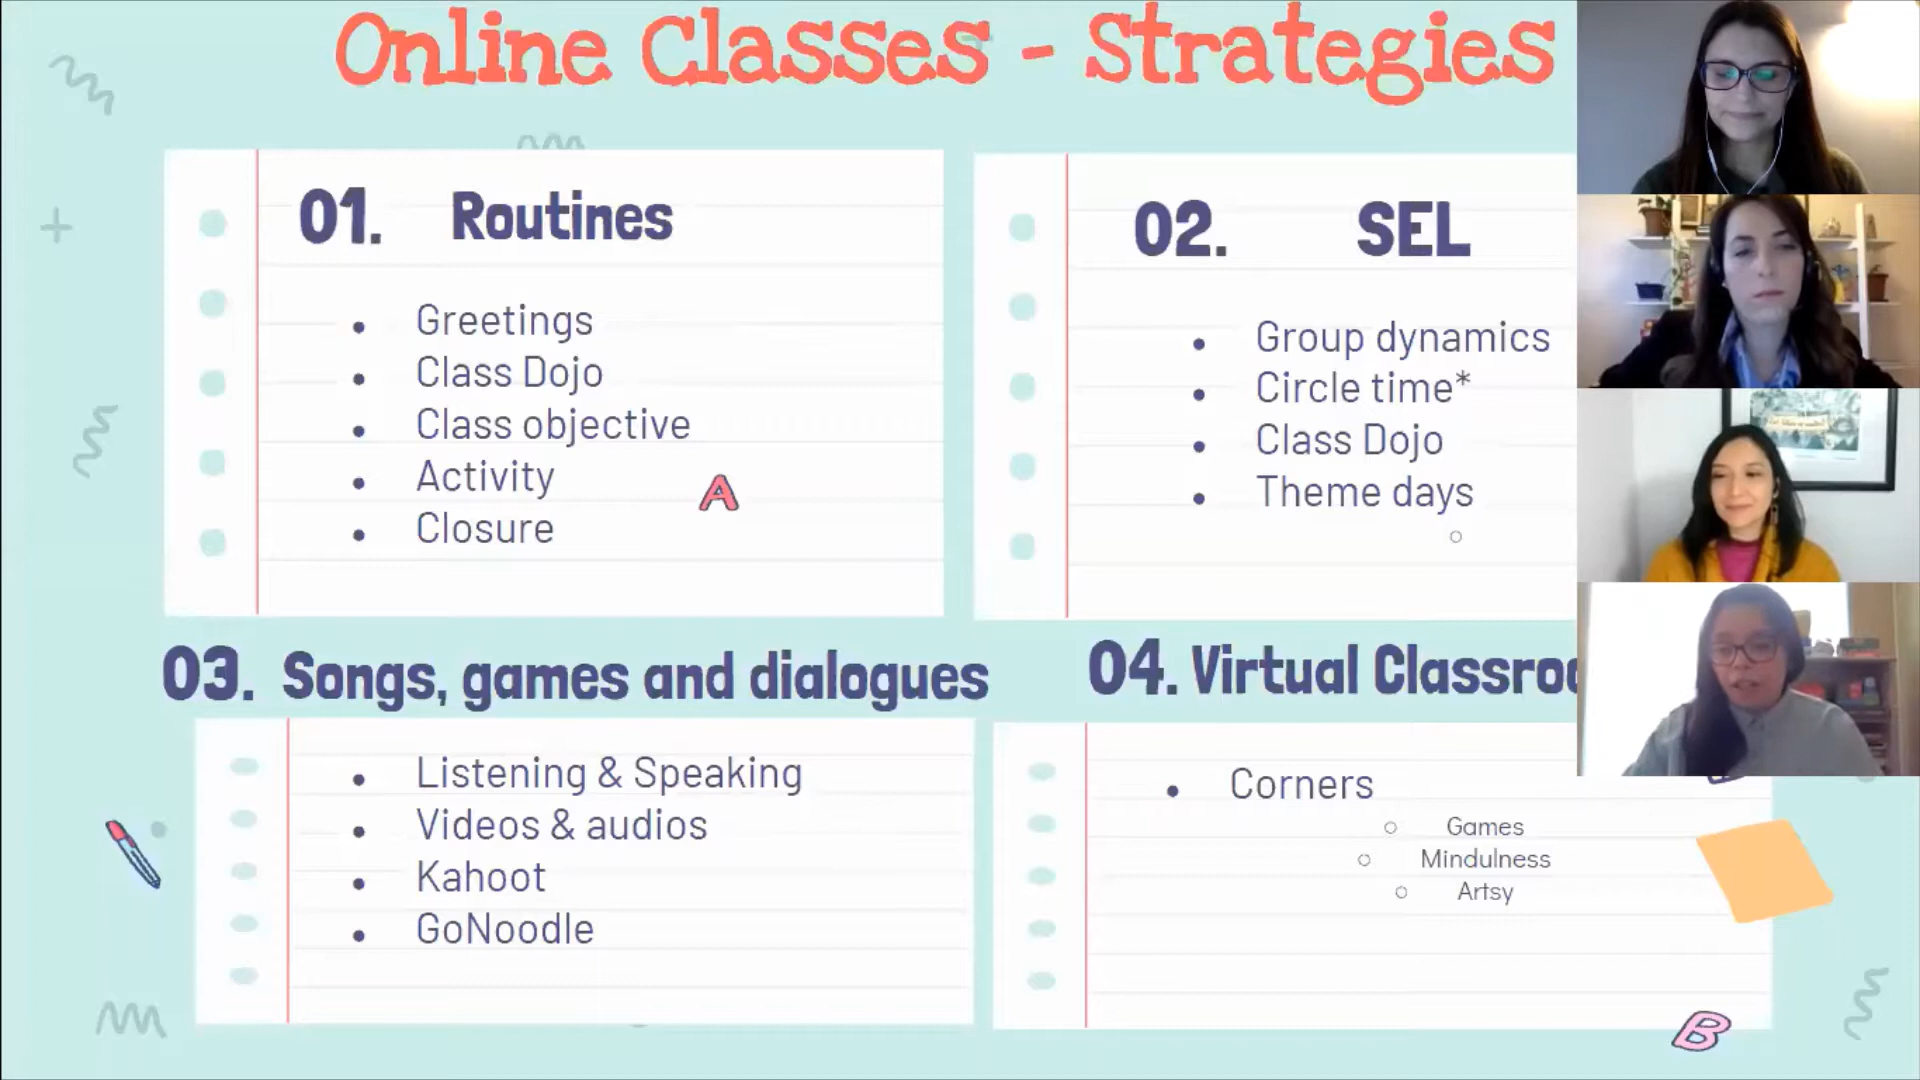 Online Classes - Strategies
01. Routines
Greetings
Class Dojo
Class objective
Activity
Closure
A
02. SEL
Group dynamics
Circle time*
Class Dojo
Theme days
03. Songs, games and dialogues
Listening & Speaking
Videos & audios
Kahoot
GoNoodle
04. Virtual Classroo
Corners
Games
Mindulness
Artsy
B